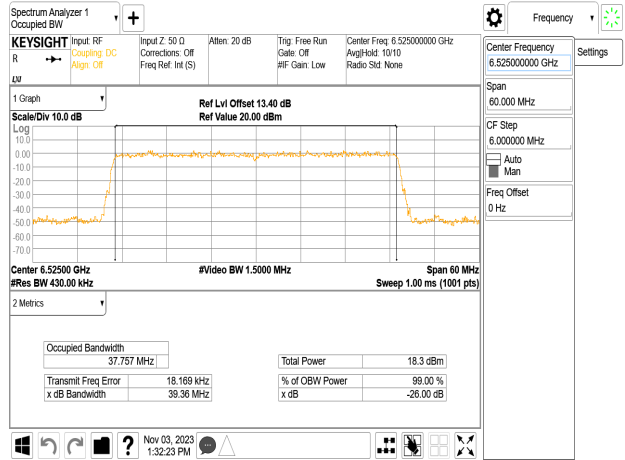 Spectrum Analyzer 1
Occupied BW
Frequency
KEYSIGHT
R
Input: RF
Coupling: DC
Align: Off
Input Z: 50 Ω
Corrections: Off
Freq Ref: Int (S)
Atten: 20 dB
Trig: Free Run
Gate: Off
#IF Gain: Low
Center Freq: 6.525000000 GHz
Avg|Hold: 10/10
Radio Std: None
Center Frequency
6.525000000 GHz
Settings
Span
60.000 MHz
CF Step
6.000000 MHz
Auto
Man
Freq Offset
0 Hz
1 Graph
Scale/Div 10.0 dB
Ref Lvl Offset 13.40 dB
Ref Value 20.00 dBm
Log
10.0
0.00
-10.0
-20.0
-30.0
-40.0
-50.0
-60.0
-70.0
Center 6.52500 GHz
#Video BW 1.5000 MHz
Span 60 MHz
#Res BW 430.00 kHz
Sweep 1.00 ms (1001 pts)
2 Metrics
Occupied Bandwidth
37.757 MHz
Total Power 18.3 dBm
Transmit Freq Error 18.169 kHz
% of OBW Power 99.00 %
x dB Bandwidth 39.36 MHz
x dB -26.00 dB
?
Nov 03, 2023
1:32:23 PM